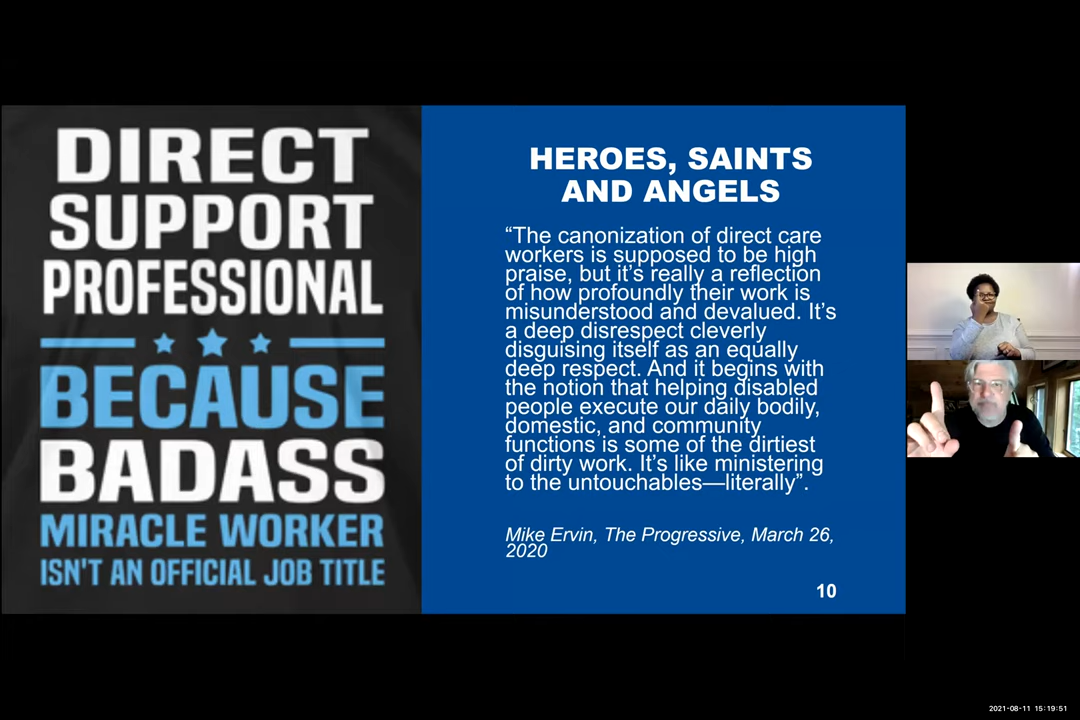 DIRECT
SUPPORT
PROFESSIONAL
BECAUSE
BADASS
MIRACLE WORKER
ISN'T AN OFFICIAL JOB TITLE
HEROES, SAINTS
AND ANGELS
“The canonization of direct care
workers is supposed to be high
praise, but it’s really a reflection
of how profoundly their work is
misunderstood and devalued. It’s
a deep disrespect cleverly
disguising itself as an equally
deep respect. And it begins with
the notion that helping disabled
people execute our daily bodily,
domestic, and community
functions is some of the dirtiest
of dirty work. It’s like ministering
to the untouchables—literally”.
Mike Ervin, The Progressive, March 26,
2020
10
2021-08-11 15:19:51